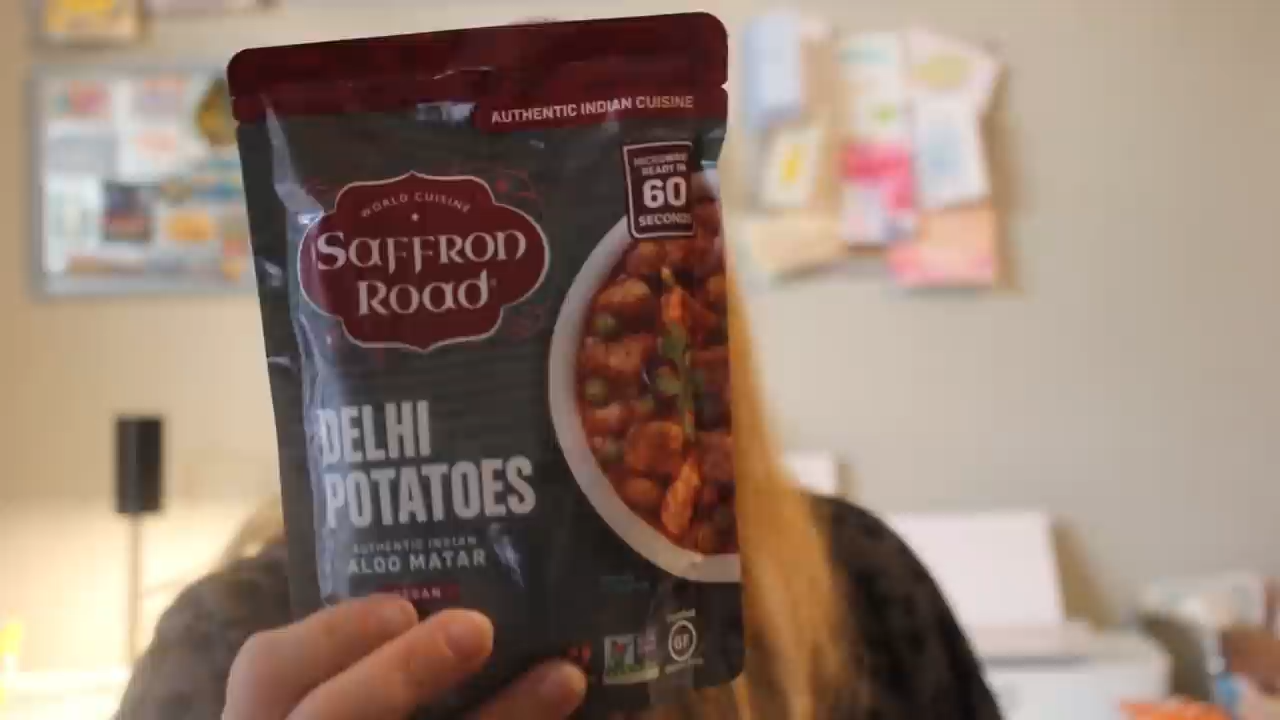 AUTHENTIC INDIAN CUISINE
MICROWAVE
READY IN
60
SECONDS
WORLD CUISINE
SAFFRON
ROAD
DELHI
POTATOES
AUTHENTIC INDIAN
ALOO MATAR
VEGAN
GF